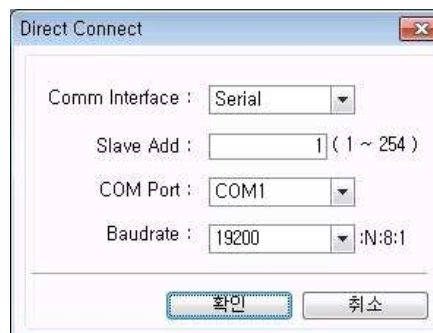 Direct Connect
Comm Interface : Serial
Slave Add : 1 ( 1 ~ 254 )
COM Port : COM1
Baudrate : 19200 :N:8:1
확인 취소